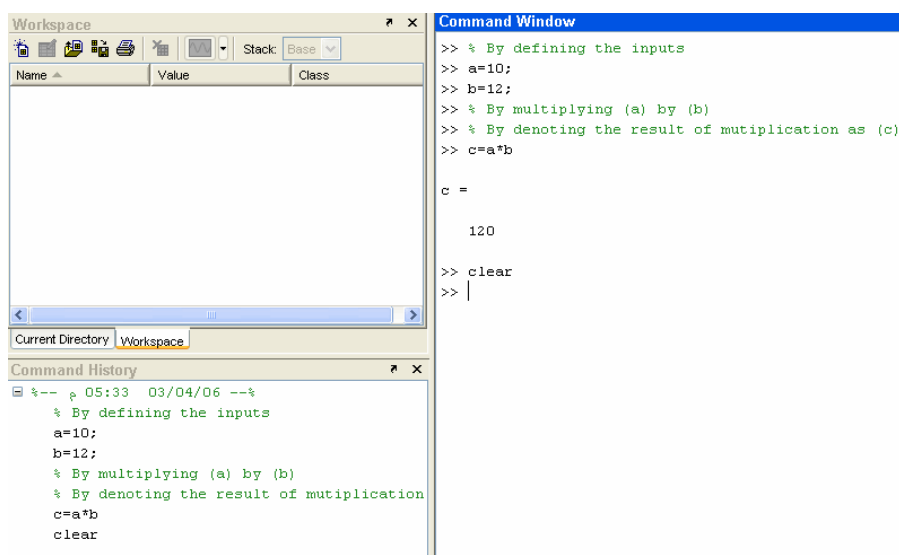 Workspace
Stack: Base
Name Value Class
Current Directory Workspace
Command History
%-- م 05:33 03/04/06 --%
% By defining the inputs
a=10;
b=12;
% By multiplying (a) by (b)
% By denoting the result of mutiplication
c=a*b
clear
Command Window
>> % By defining the inputs
>> a=10;
>> b=12;
>> % By multiplying (a) by (b)
>> % By denoting the result of mutiplication as (c)
>> c=a*b
c =
120
>> clear
>>